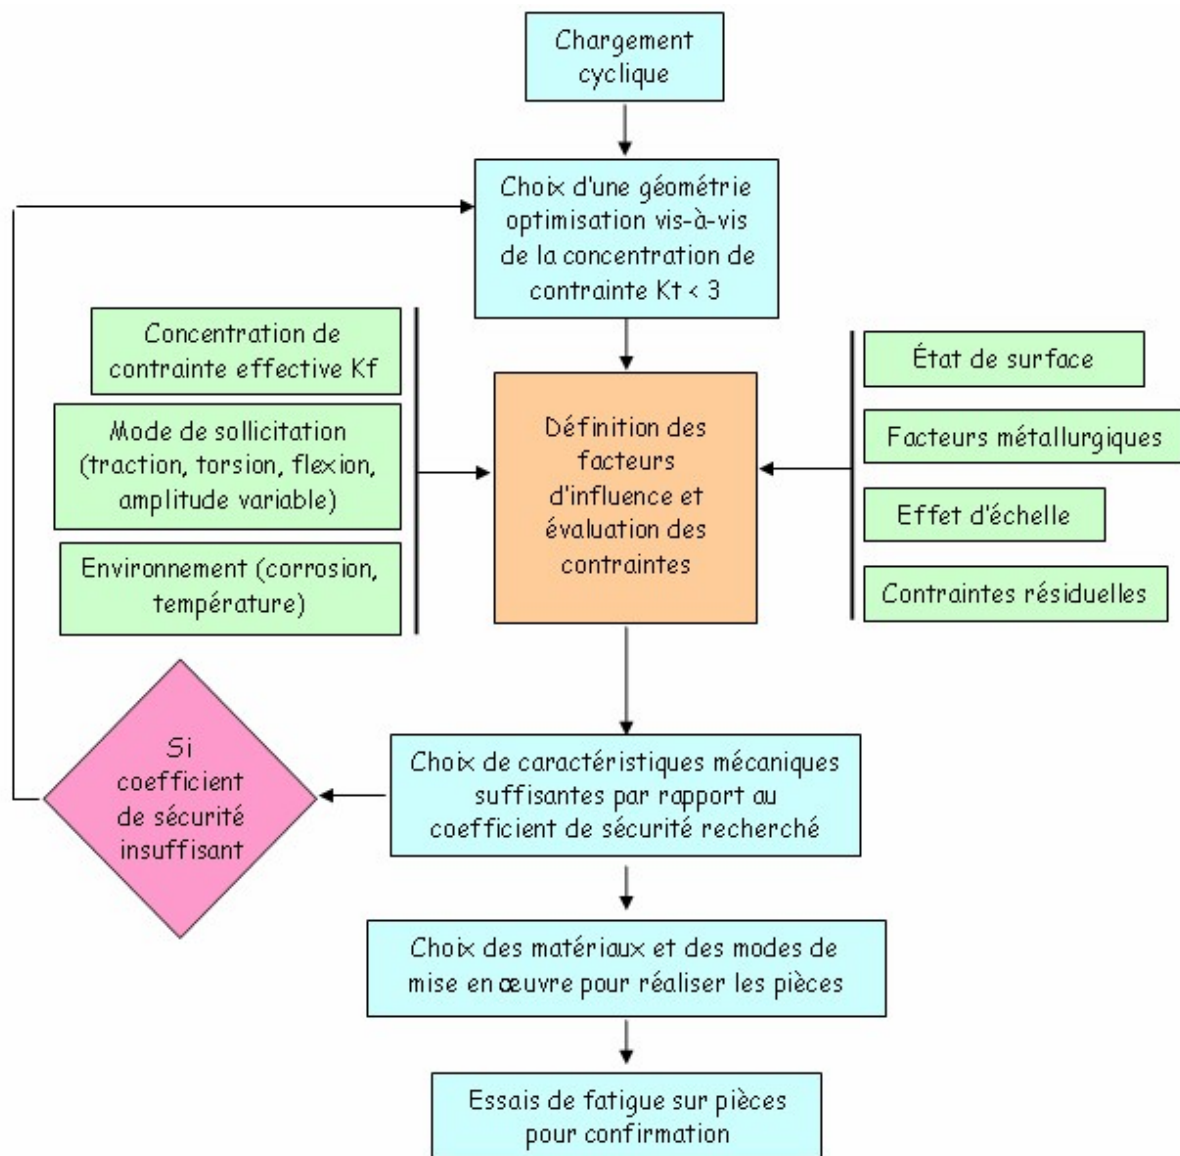 Chargement
cyclique
Choix d'une géométrie
optimisation vis-à-vis
de la concentration de
contrainte Kt < 3
Concentration de
contrainte effective Kf
Mode de sollicitation
(traction, torsion, flexion,
amplitude variable)
Environnement (corrosion,
température)
Définition des
facteurs
d'influence et
évaluation des
contraintes
État de surface
Facteurs métallurgiques
Effet d'échelle
Contraintes résiduelles
Si
coefficient
de sécurité
insuffisant
Choix de caractéristiques mécaniques
suffisantes par rapport au
coefficient de sécurité recherché
Choix des matériaux et des modes de
mise en œuvre pour réaliser les pièces
Essais de fatigue sur pièces
pour confirmation